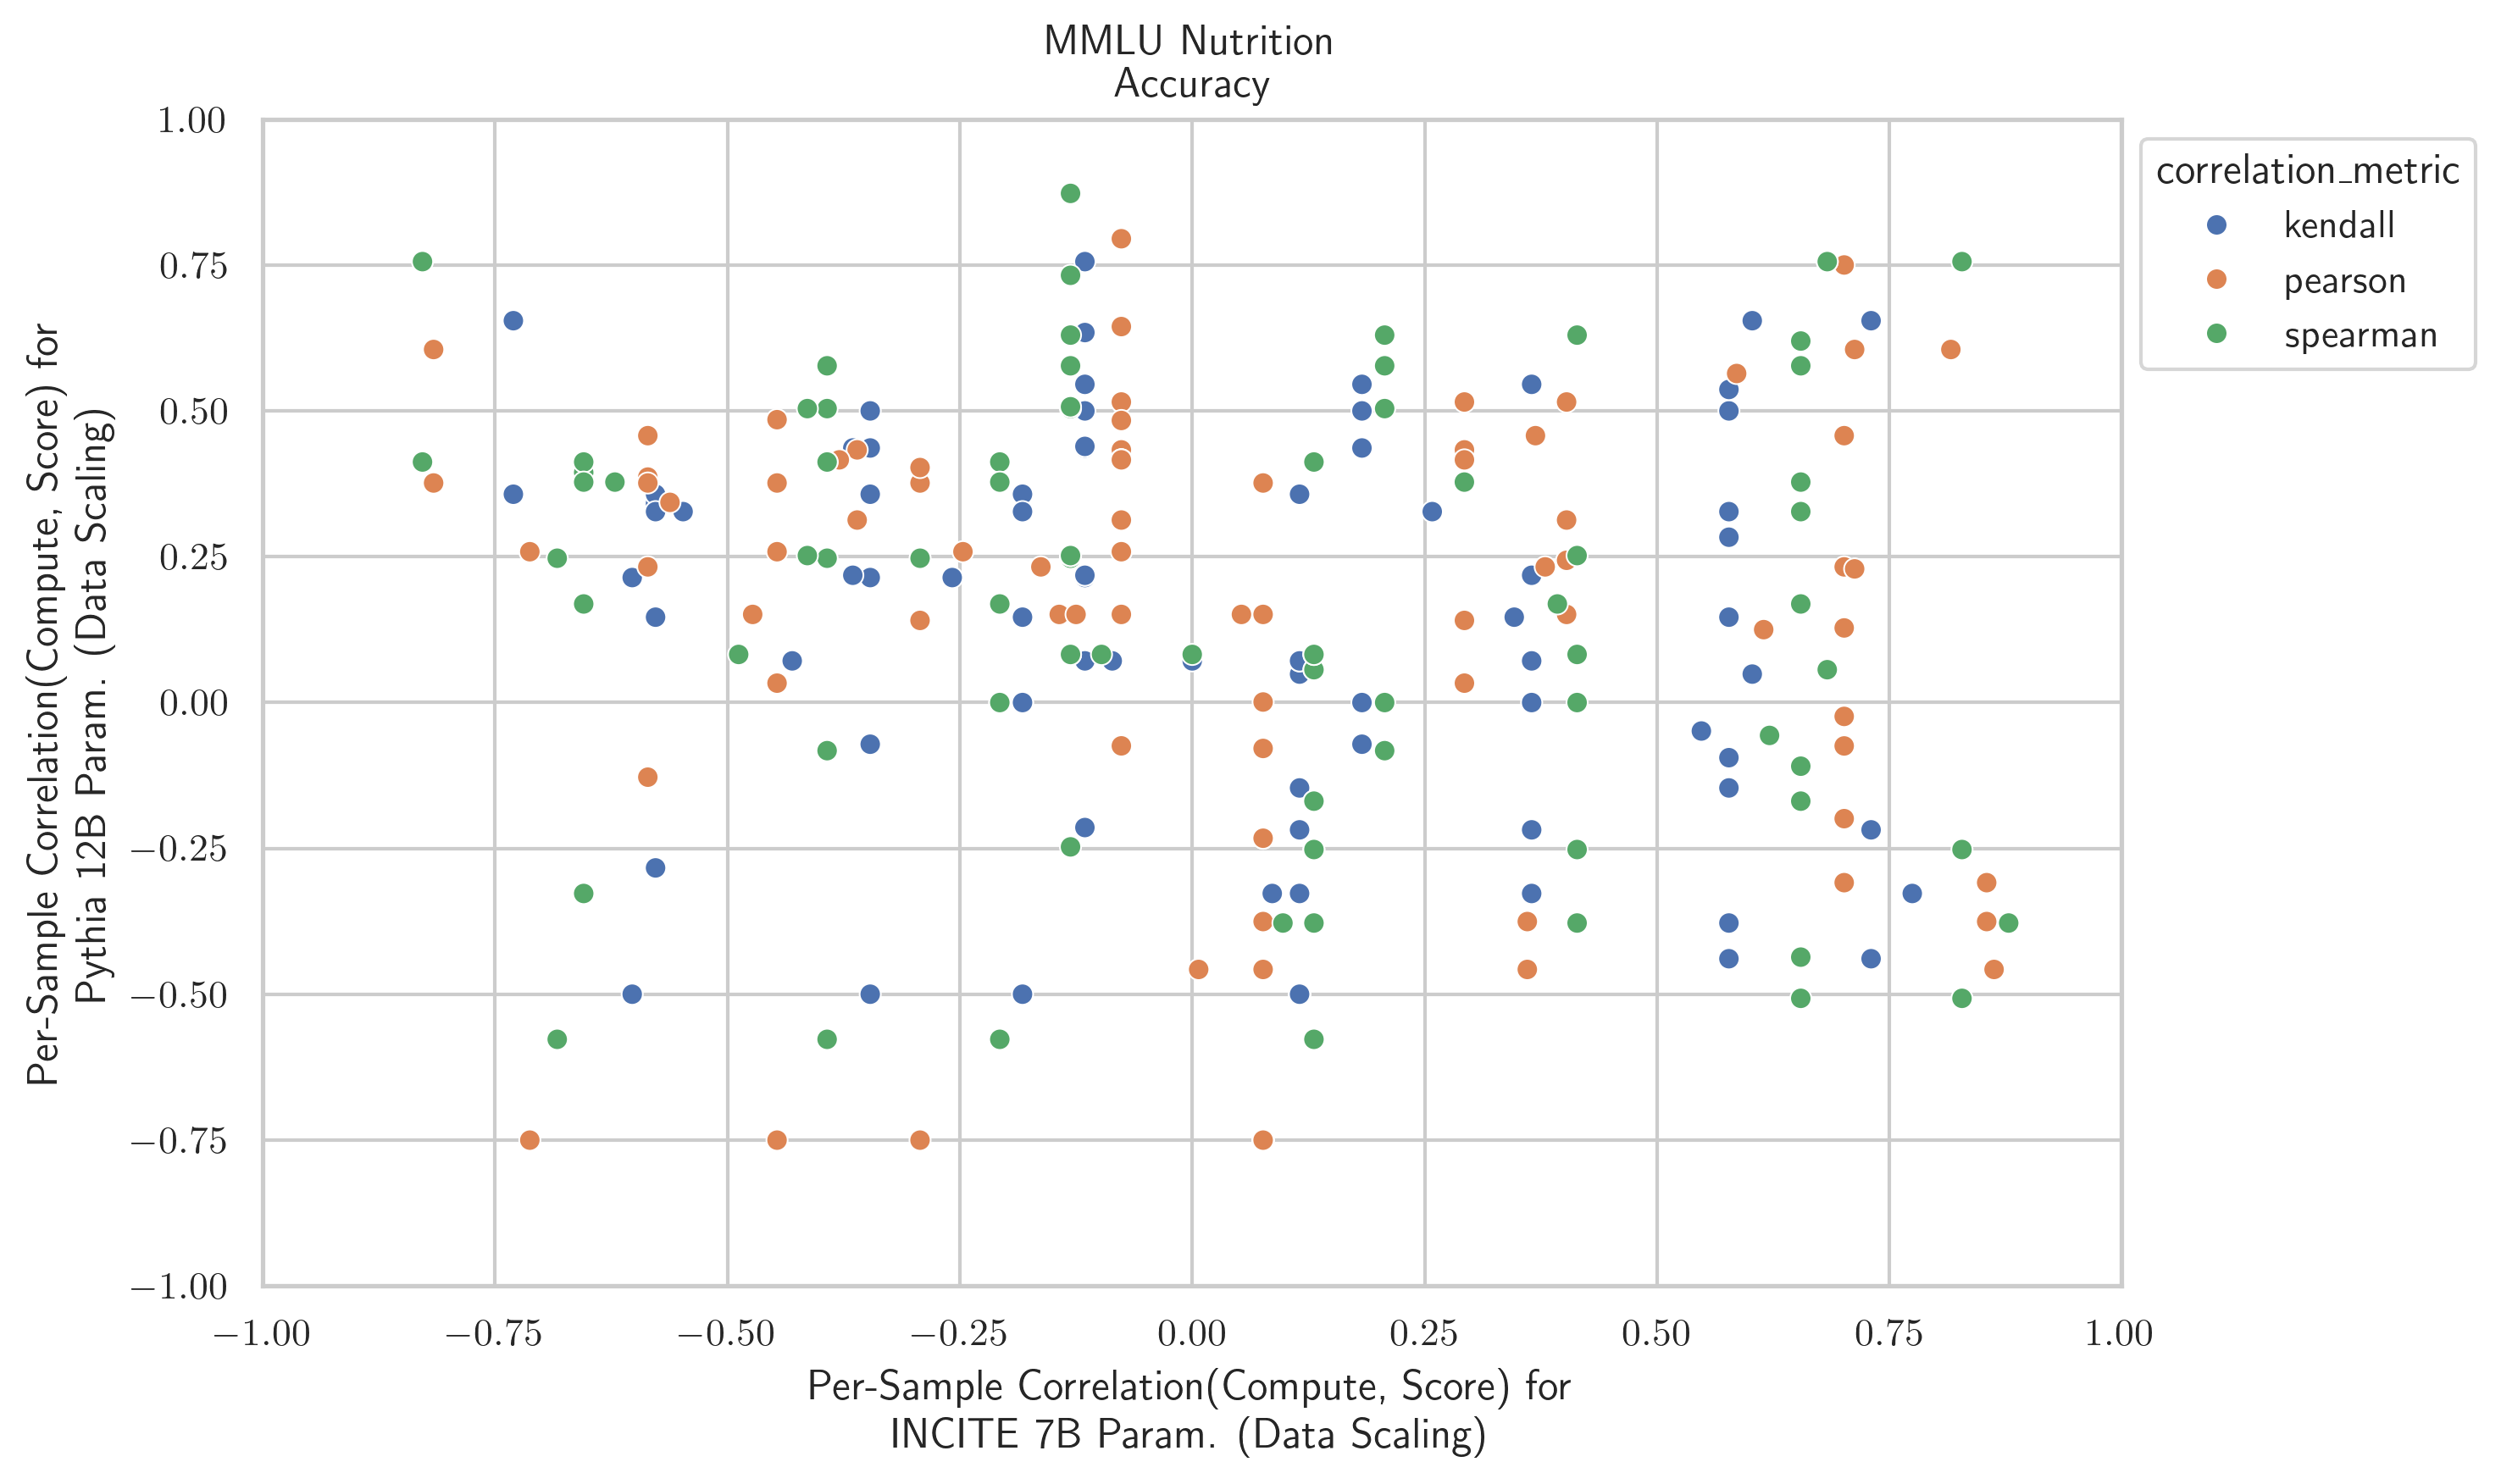 MMLU Nutrition
Accuracy
Per-Sample Correlation(Compute, Score) for
Pythia 12B Param. (Data Scaling)
1.00
0.75
0.50
0.25
0.00
−0.25
−0.50
−0.75
−1.00
−1.00 −0.75 −0.50 −0.25 0.00 0.25 0.50 0.75 1.00
Per-Sample Correlation(Compute, Score) for
INCITE 7B Param. (Data Scaling)
correlation_metric
kendall
pearson
spearman